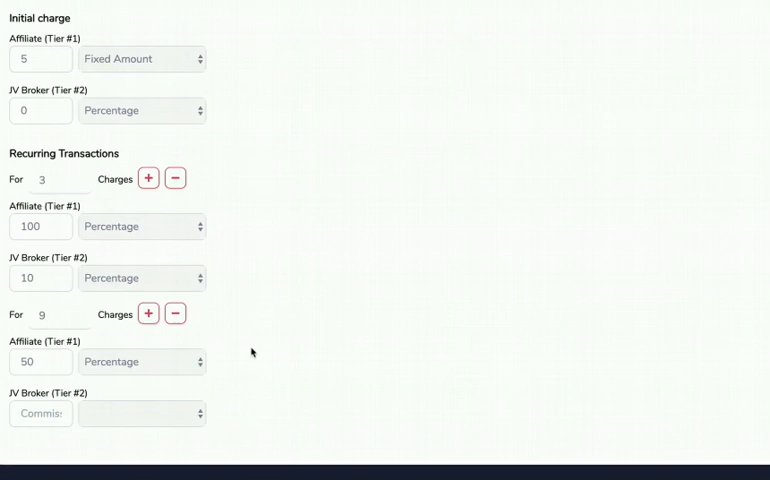 Initial charge
Affiliate (Tier #1)
5 Fixed Amount
JV Broker (Tier #2)
0 Percentage
Recurring Transactions
For 3 Charges + −
Affiliate (Tier #1)
100 Percentage
JV Broker (Tier #2)
10 Percentage
For 9 Charges + −
Affiliate (Tier #1)
50 Percentage
JV Broker (Tier #2)
Commis